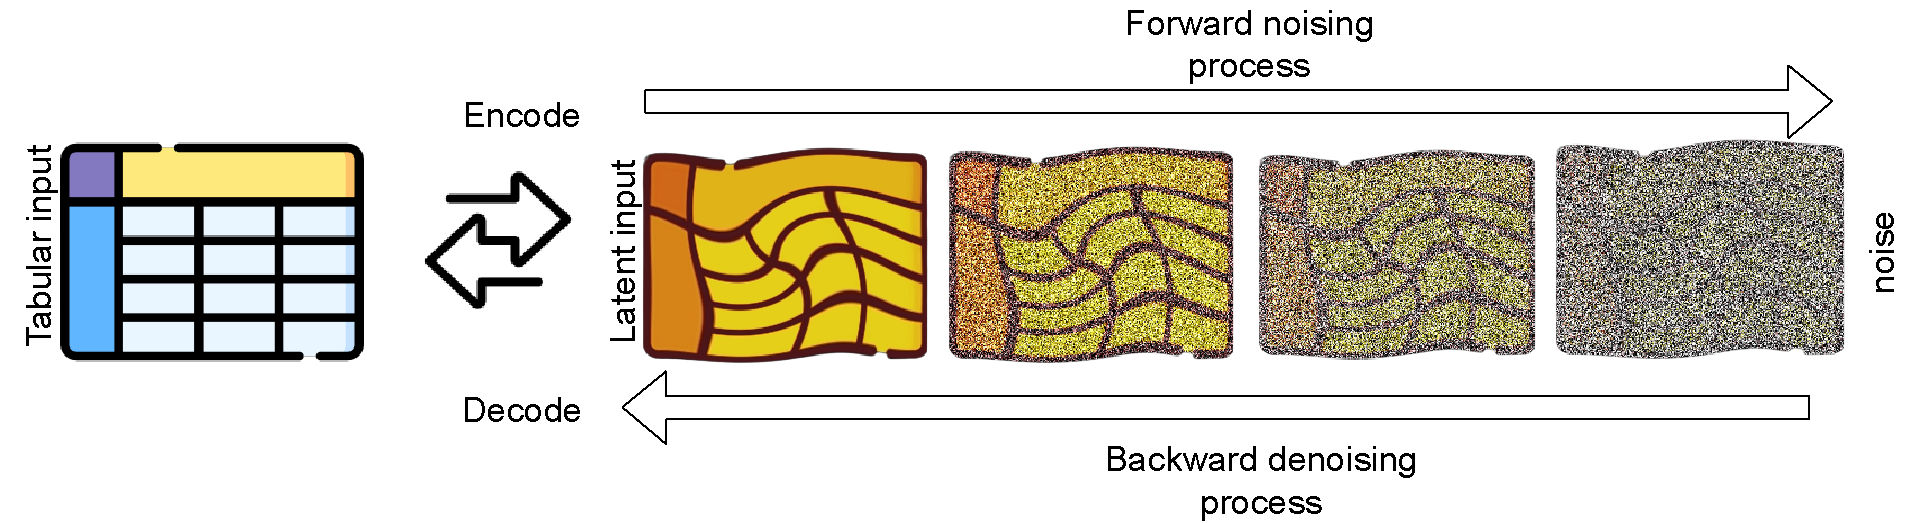 Forward noising
process
Encode
Tabular input
Latent input
noise
Decode
Backward denoising
process